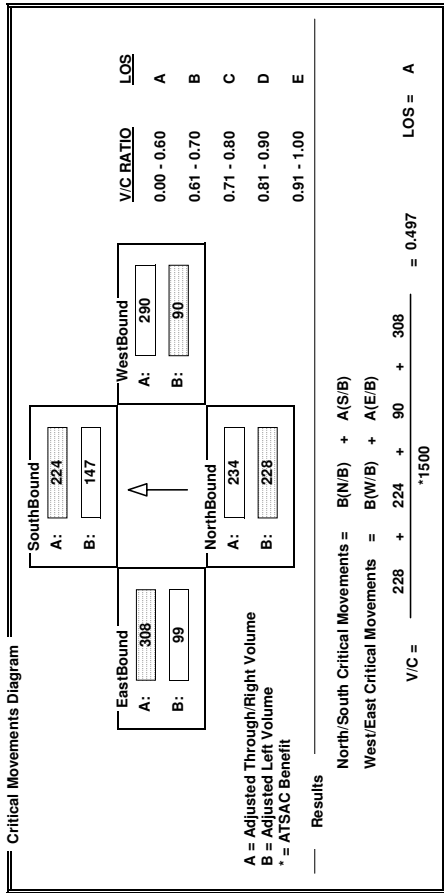 Critical Movements Diagram
SouthBound
A: 224
B: 147
EastBound
A: 308
B: 99
WestBound
A: 290
B: 90
NorthBound
A: 234
B: 228
V/C RATIO LOS
0.00 - 0.60 A
0.61 - 0.70 B
0.71 - 0.80 C
0.81 - 0.90 D
0.91 - 1.00 E
A = Adjusted Through/Right Volume
B = Adjusted Left Volume
* = ATSAC Benefit
Results
North/South Critical Movements = B(N/B) + A(S/B)
West/East Critical Movements = B(W/B) + A(E/B)
V/C = 228 + 224 + 90 + 308 = 0.497 LOS = A
*1500